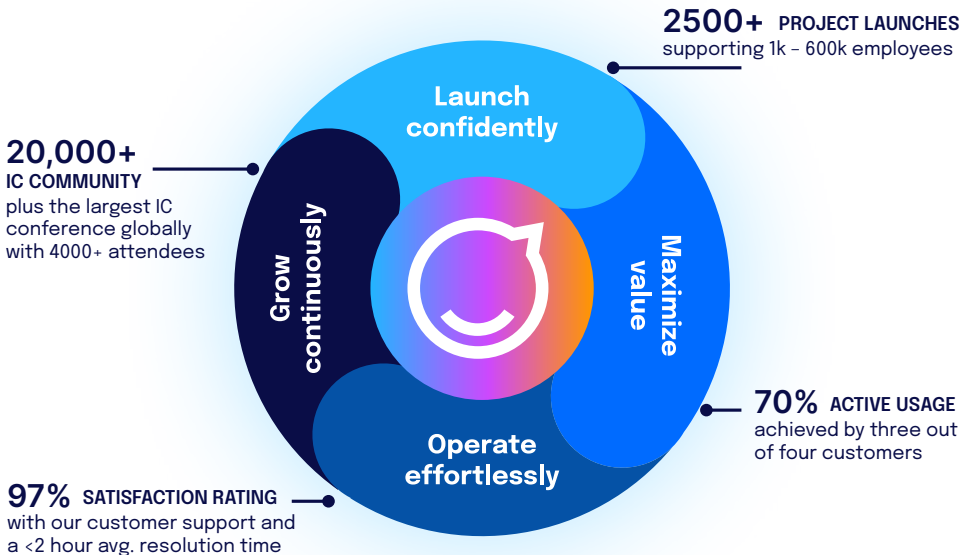 2500+ PROJECT LAUNCHES
supporting 1k – 600k employees
Launch
confidently
20,000+
IC COMMUNITY
plus the largest IC
conference globally
with 4000+ attendees
Grow
continuously
Maximize
value
70% ACTIVE USAGE
achieved by three out
of four customers
Operate
effortlessly
97% SATISFACTION RATING
with our customer support and
a <2 hour avg. resolution time